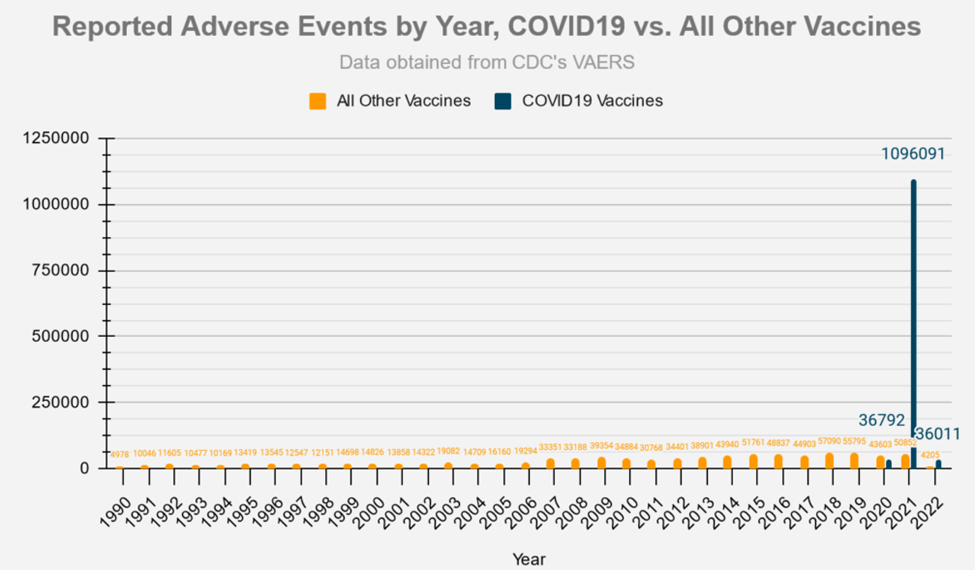 Reported Adverse Events by Year, COVID19 vs. All Other Vaccines
Data obtained from CDC's VAERS
All Other Vaccines COVID19 Vaccines
1250000
1096091
1000000
750000
500000
250000
36792
36011
4978 10046 11605 10477 10169 13419 13545 12547 12151 14698 14826 13858 14322 19082 14709 16160 19294 33351 33188 39354 34884 30768 34401 38901 43940 51761 48837 44903 57090 55795 43603 50852 4205
0
1990 1991 1992 1993 1994 1995 1996 1997 1998 1999 2000 2001 2002 2003 2004 2005 2006 2007 2008 2009 2010 2011 2012 2013 2014 2015 2016 2017 2018 2019 2020 2021 2022
Year